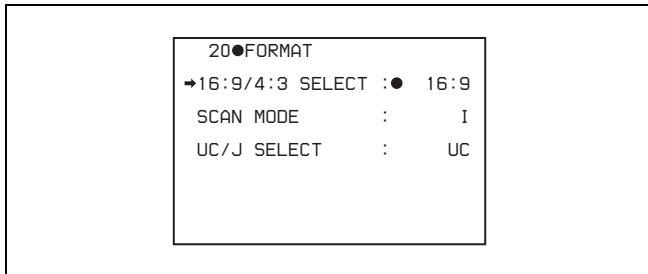 20●FORMAT
➡16:9/4:3 SELECT :● 16:9
SCAN MODE : I
UC/J SELECT : UC